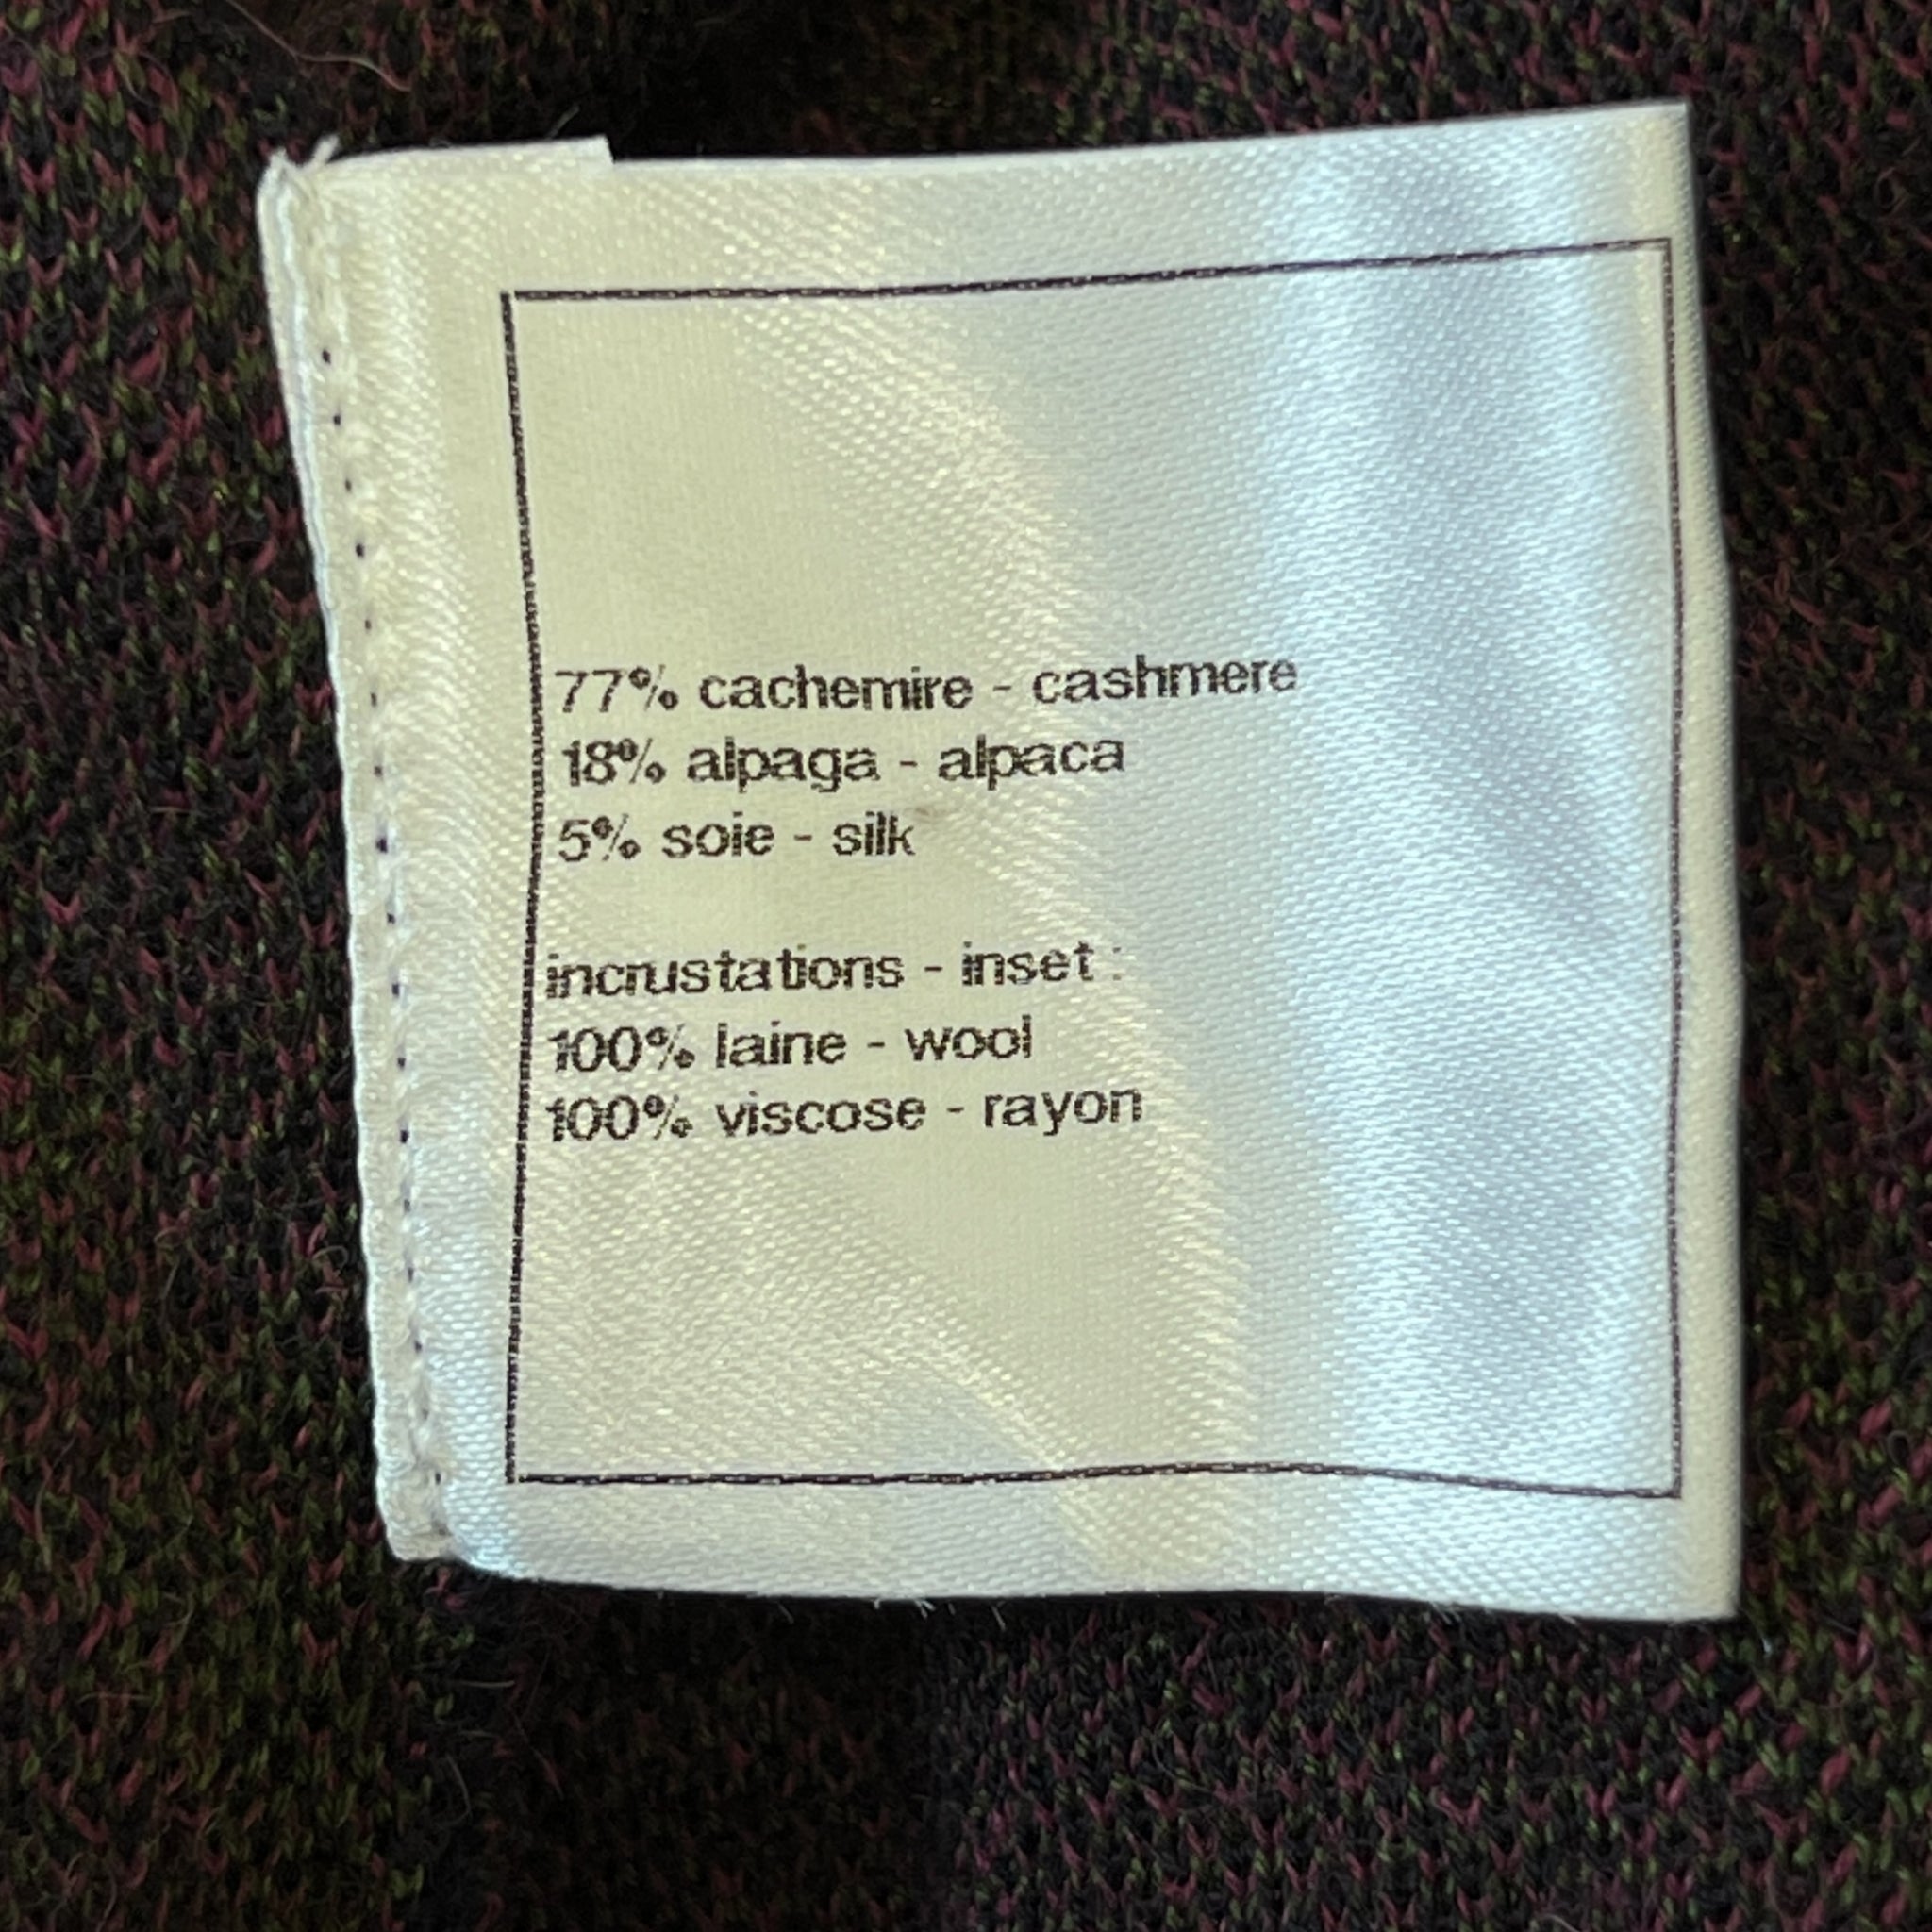 77% cachemire - cashmere
18% alpaga - alpaca
5% soie - silk
incrustations - inset :
100% laine - wool
100% viscose - rayon